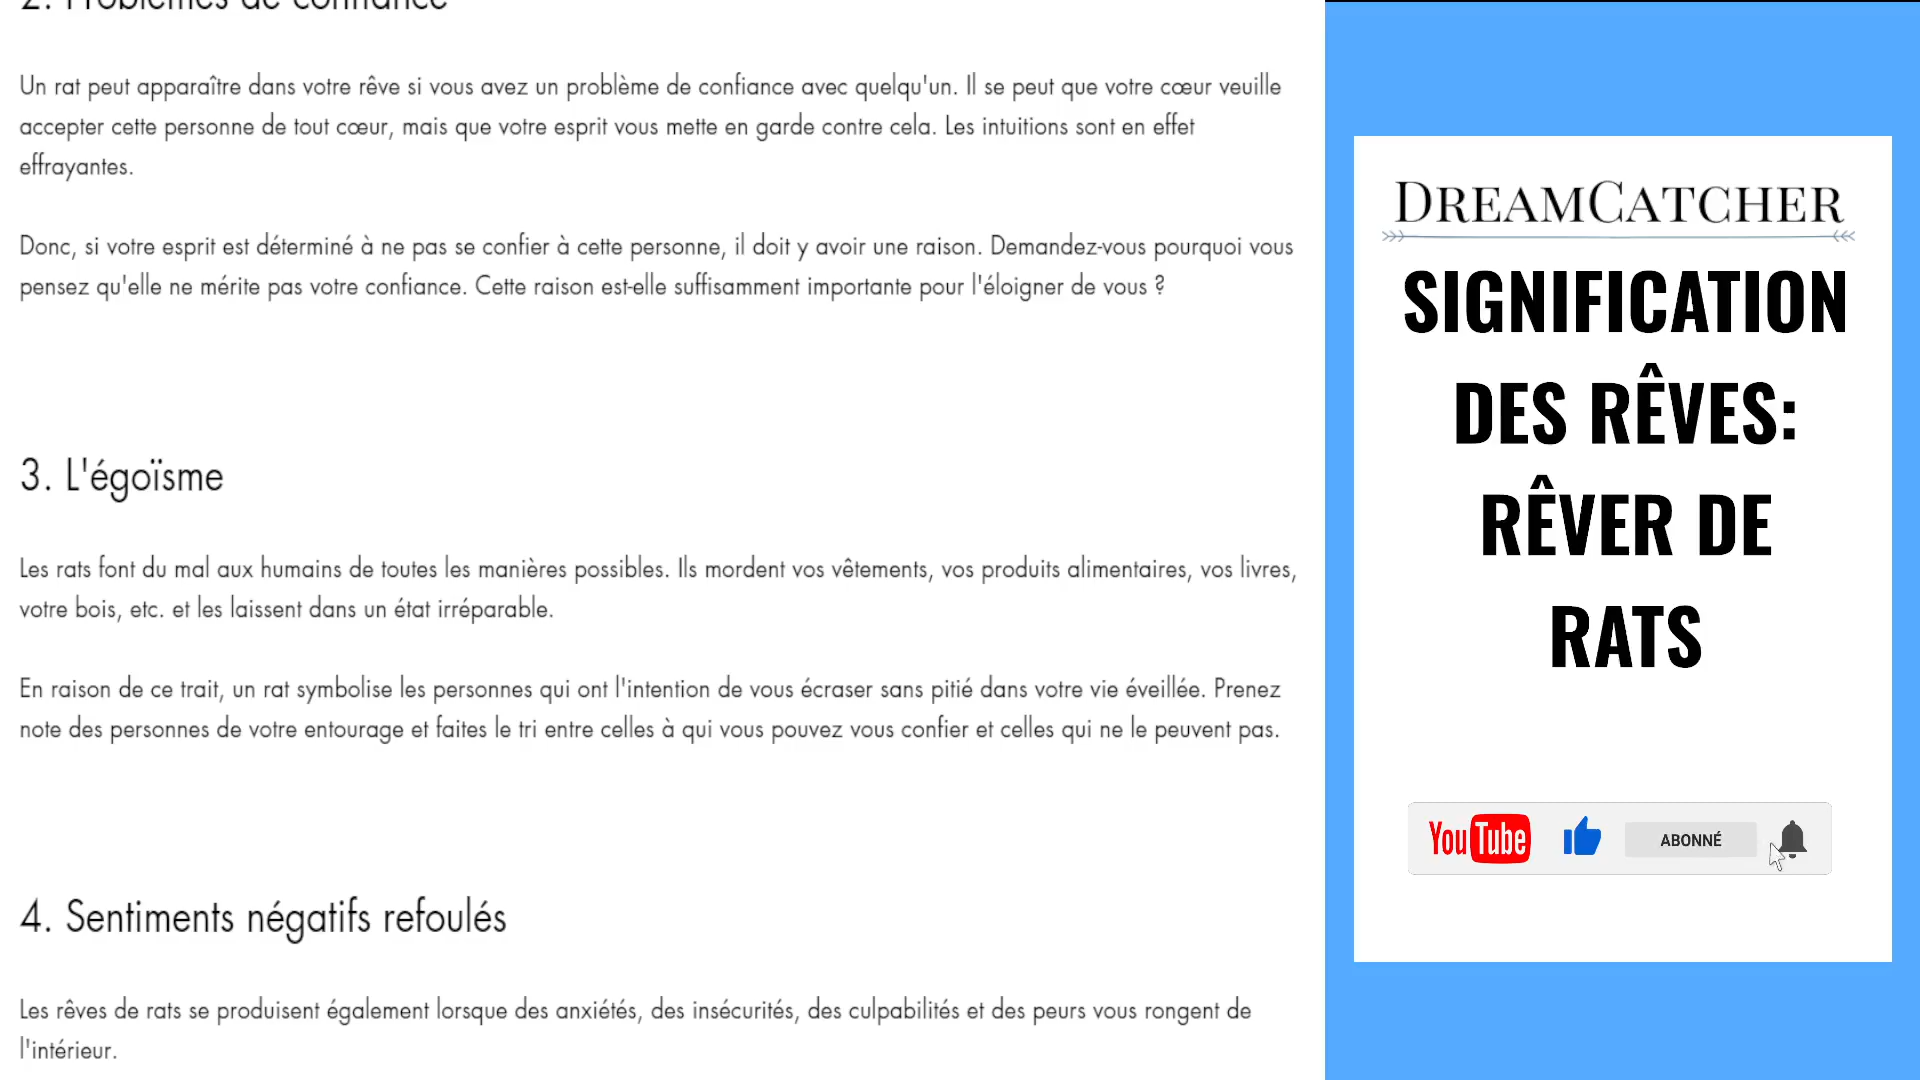 2. Problèmes de confiance
Un rat peut apparaître dans votre rêve si vous avez un problème de confiance avec quelqu'un. Il se peut que votre cœur veuille
accepter cette personne de tout cœur, mais que votre esprit vous mette en garde contre cela. Les intuitions sont en effet
effrayantes.
Donc, si votre esprit est déterminé à ne pas se confier à cette personne, il doit y avoir une raison. Demandez-vous pourquoi vous
pensez qu'elle ne mérite pas votre confiance. Cette raison est-elle suffisamment importante pour l'éloigner de vous ?
3. L'égoïsme
Les rats font du mal aux humains de toutes les manières possibles. Ils mordent vos vêtements, vos produits alimentaires, vos livres,
votre bois, etc. et les laissent dans un état irréparable.
En raison de ce trait, un rat symbolise les personnes qui ont l'intention de vous écraser sans pitié dans votre vie éveillée. Prenez
note des personnes de votre entourage et faites le tri entre celles à qui vous pouvez vous confier et celles qui ne le peuvent pas.
4. Sentiments négatifs refoulés
Les rêves de rats se produisent également lorsque des anxiétés, des insécurités, des culpabilités et des peurs vous rongent de
l'intérieur.
DREAMCATCHER
SIGNIFICATION
DES RÊVES:
RÊVER DE
RATS
YouTube
ABONNÉ